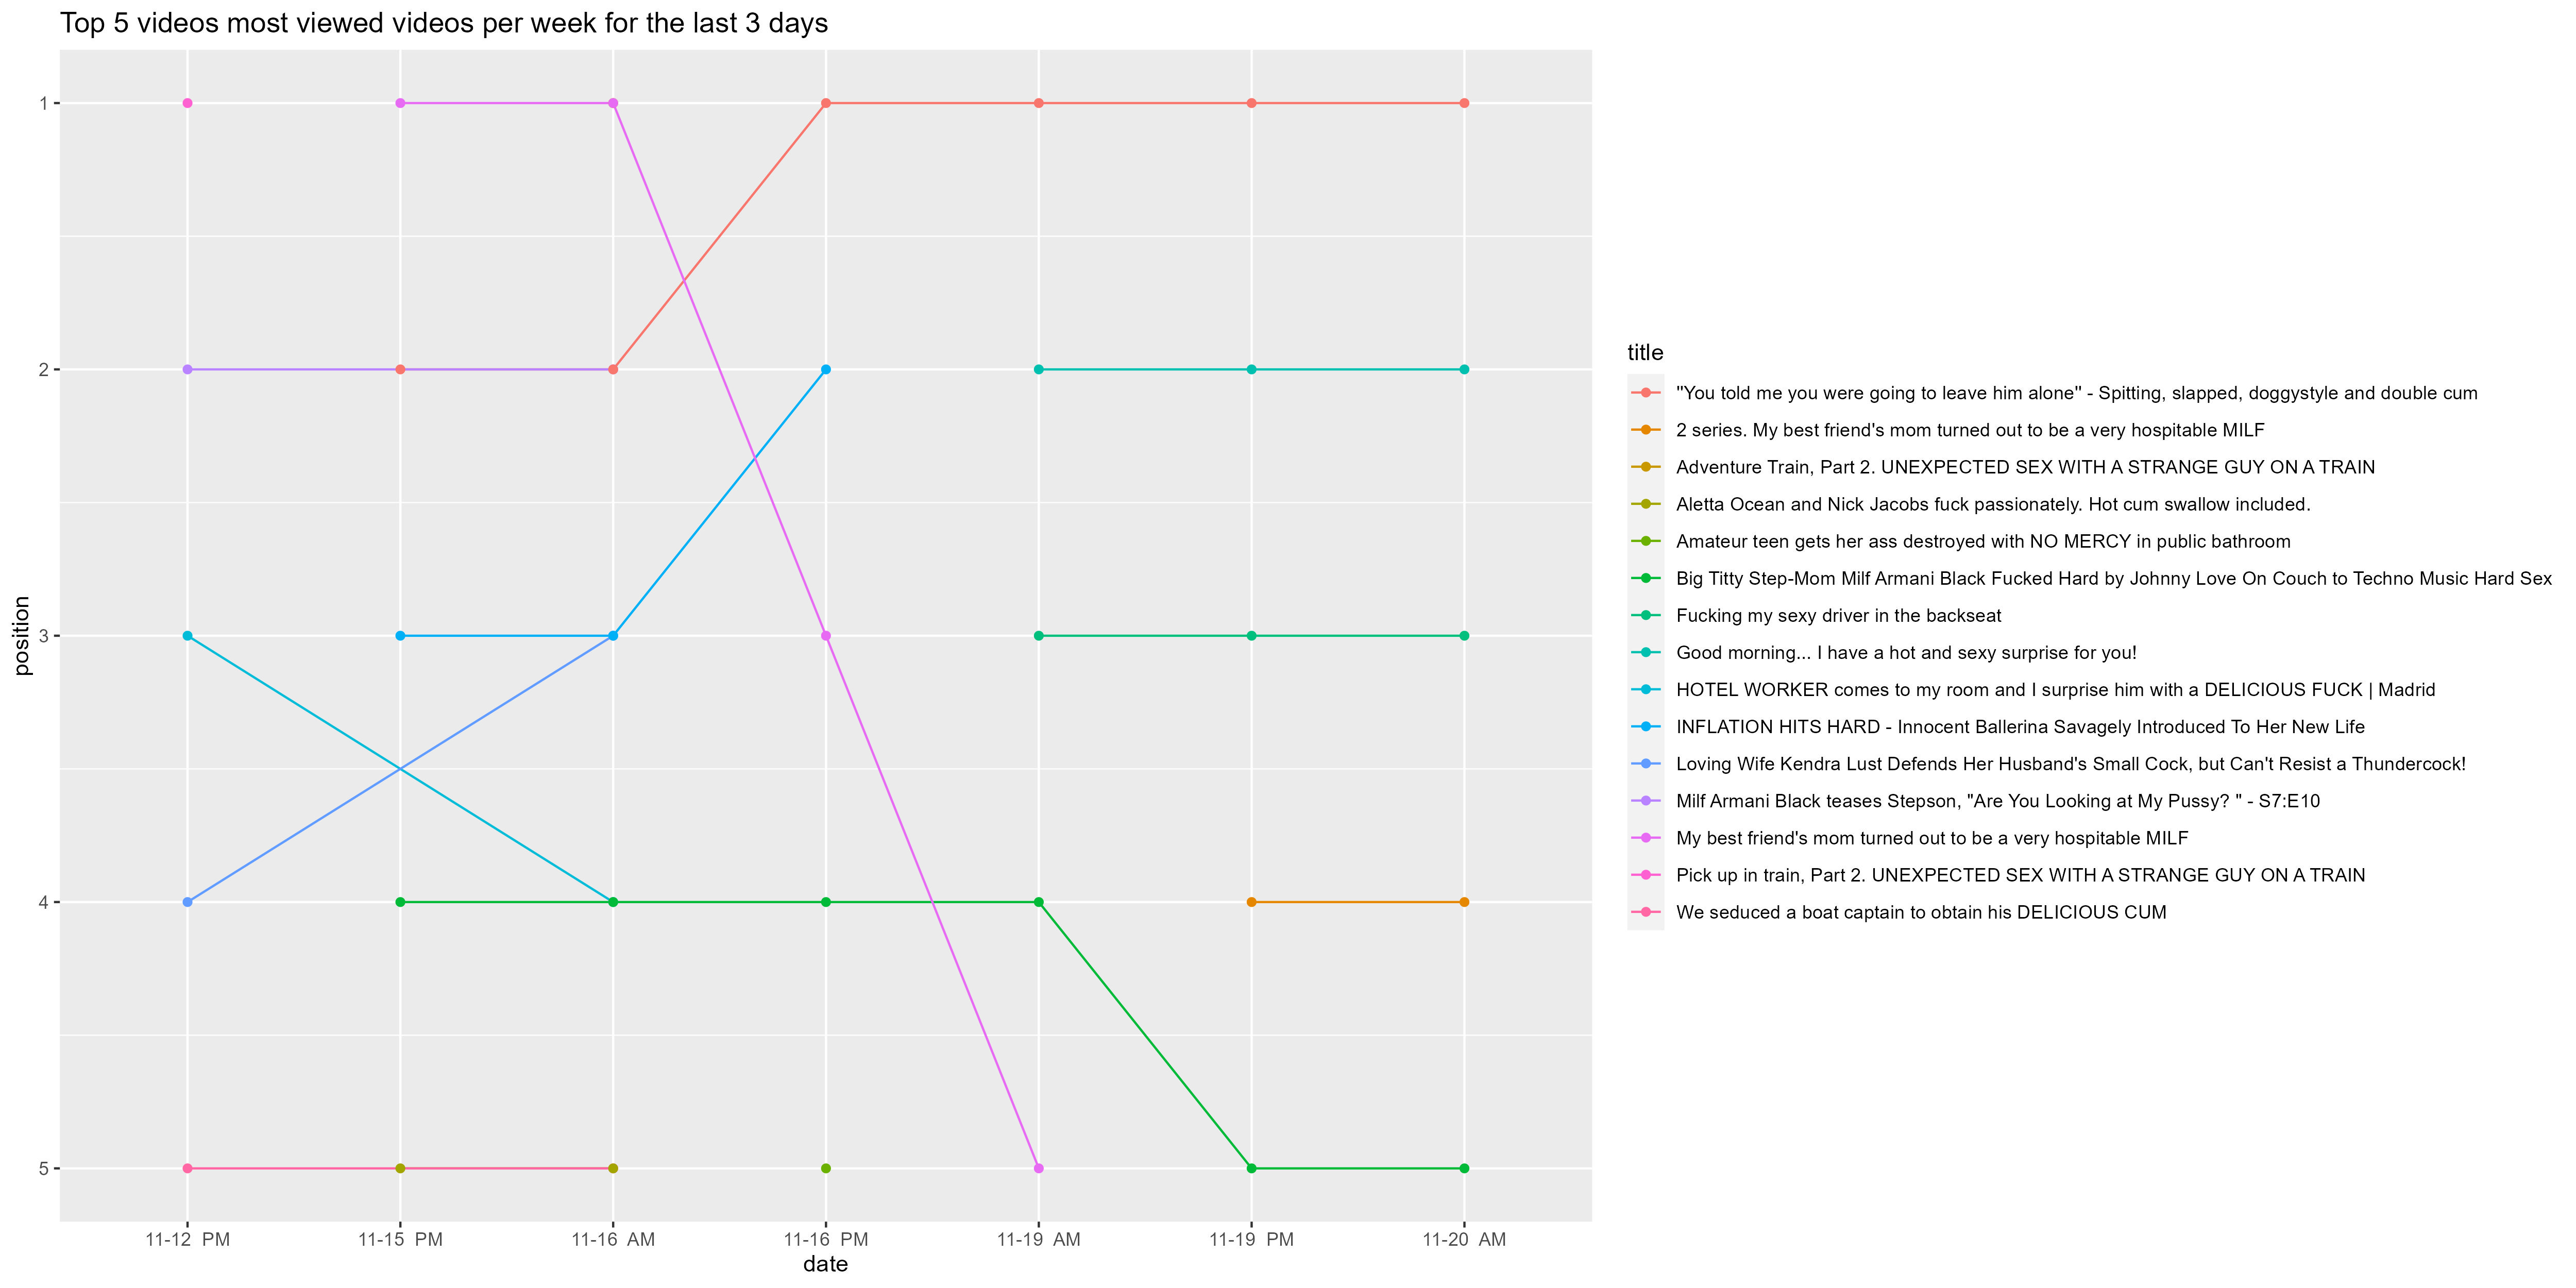 Top 5 videos most viewed videos per week for the last 3 days
position
1
2
3
4
5
11-12 PM
11-15 PM
11-16 AM
11-16 PM
11-19 AM
11-19 PM
11-20 AM
date
title
"You told me you were going to leave him alone" - Spitting, slapped, doggystyle and double cum
2 series. My best friend's mom turned out to be a very hospitable MILF
Adventure Train, Part 2. UNEXPECTED SEX WITH A STRANGE GUY ON A TRAIN
Aletta Ocean and Nick Jacobs fuck passionately. Hot cum swallow included.
Amateur teen gets her ass destroyed with NO MERCY in public bathroom
Big Titty Step-Mom Milf Armani Black Fucked Hard by Johnny Love On Couch to Techno Music Hard Sex
Fucking my sexy driver in the backseat
Good morning... I have a hot and sexy surprise for you!
HOTEL WORKER comes to my room and I surprise him with a DELICIOUS FUCK | Madrid
INFLATION HITS HARD - Innocent Ballerina Savagely Introduced To Her New Life
Loving Wife Kendra Lust Defends Her Husband's Small Cock, but Can't Resist a Thundercock!
Milf Armani Black teases Stepson, "Are You Looking at My Pussy? " - S7:E10
My best friend's mom turned out to be a very hospitable MILF
Pick up in train, Part 2. UNEXPECTED SEX WITH A STRANGE GUY ON A TRAIN
We seduced a boat captain to obtain his DELICIOUS CUM